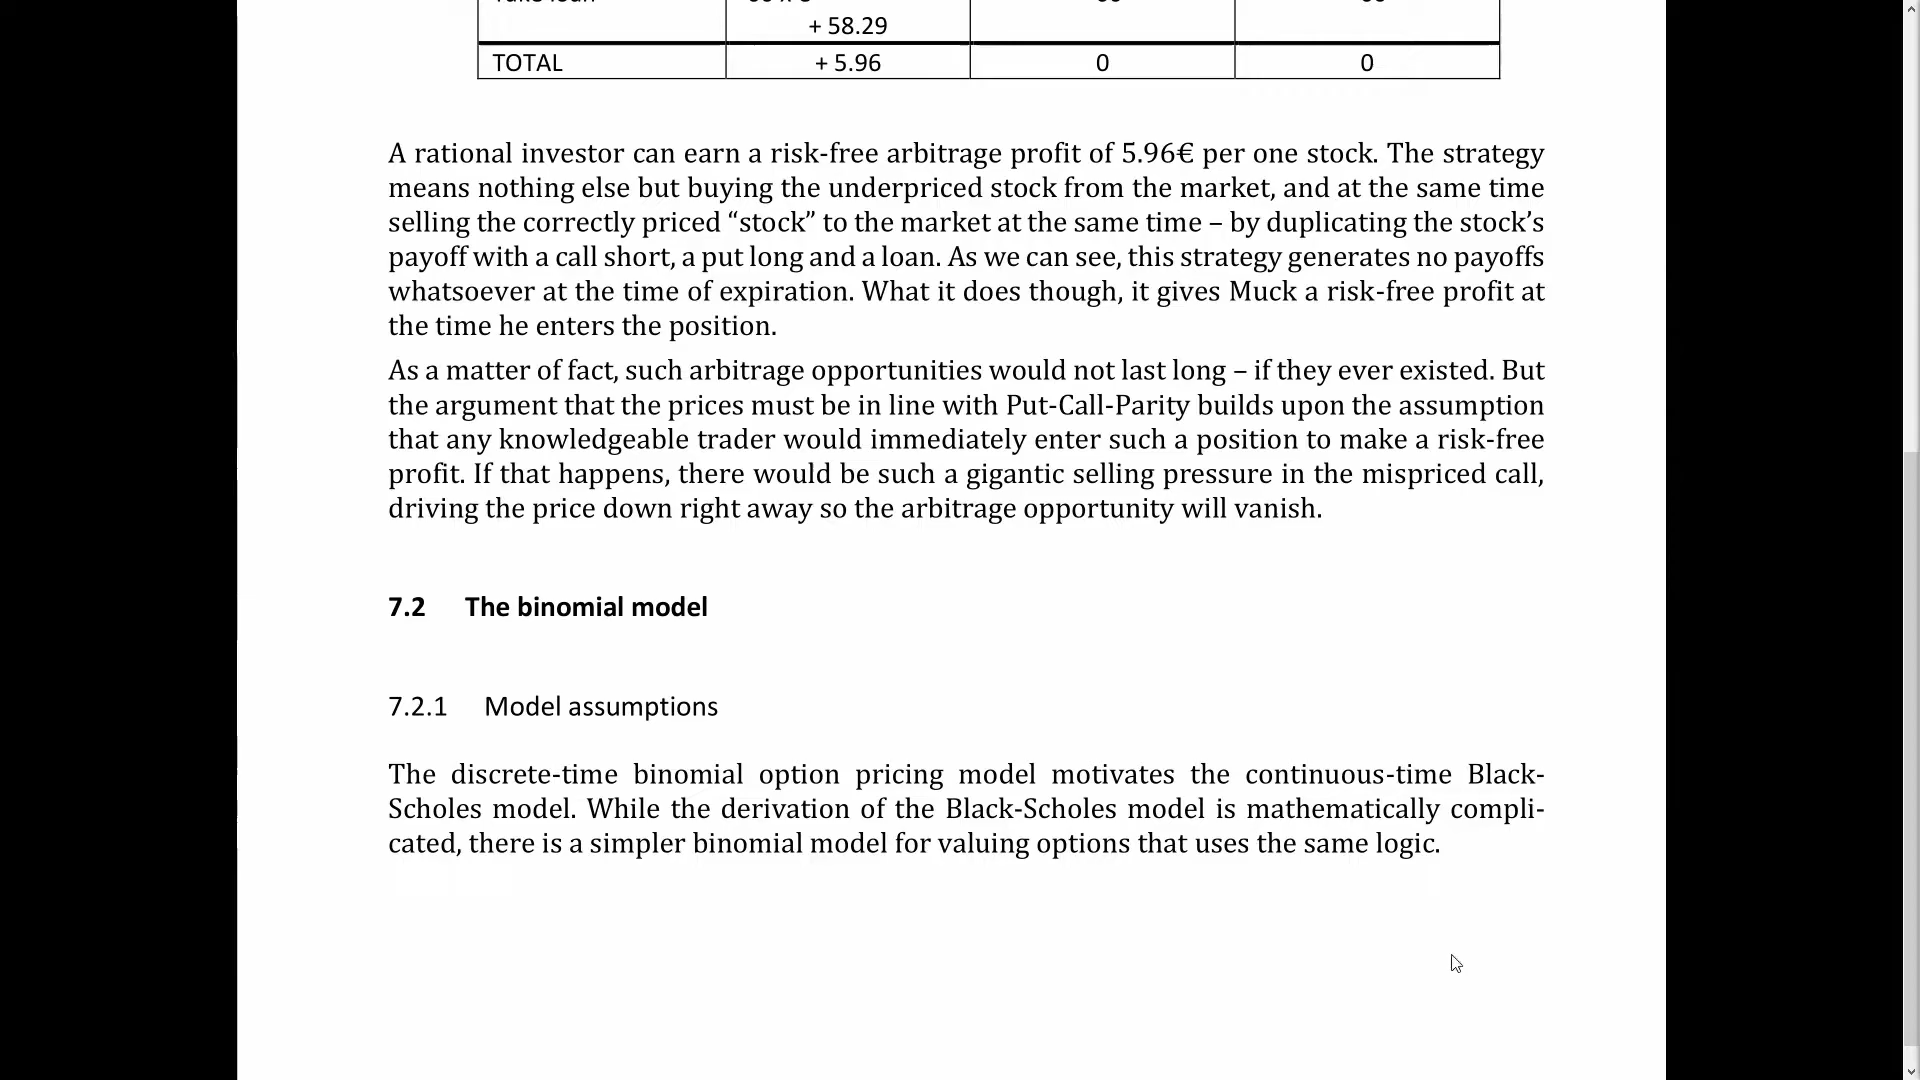 + 58.29
TOTAL + 5.96 0 0
A rational investor can earn a risk-free arbitrage profit of 5.96€ per one stock. The strategy
means nothing else but buying the underpriced stock from the market, and at the same time
selling the correctly priced “stock” to the market at the same time – by duplicating the stock’s
payoff with a call short, a put long and a loan. As we can see, this strategy generates no payoffs
whatsoever at the time of expiration. What it does though, it gives Muck a risk-free profit at
the time he enters the position.
As a matter of fact, such arbitrage opportunities would not last long – if they ever existed. But
the argument that the prices must be in line with Put-Call-Parity builds upon the assumption
that any knowledgeable trader would immediately enter such a position to make a risk-free
profit. If that happens, there would be such a gigantic selling pressure in the mispriced call,
driving the price down right away so the arbitrage opportunity will vanish.
7.2 The binomial model
7.2.1 Model assumptions
The discrete-time binomial option pricing model motivates the continuous-time Black-
Scholes model. While the derivation of the Black-Scholes model is mathematically compli-
cated, there is a simpler binomial model for valuing options that uses the same logic.